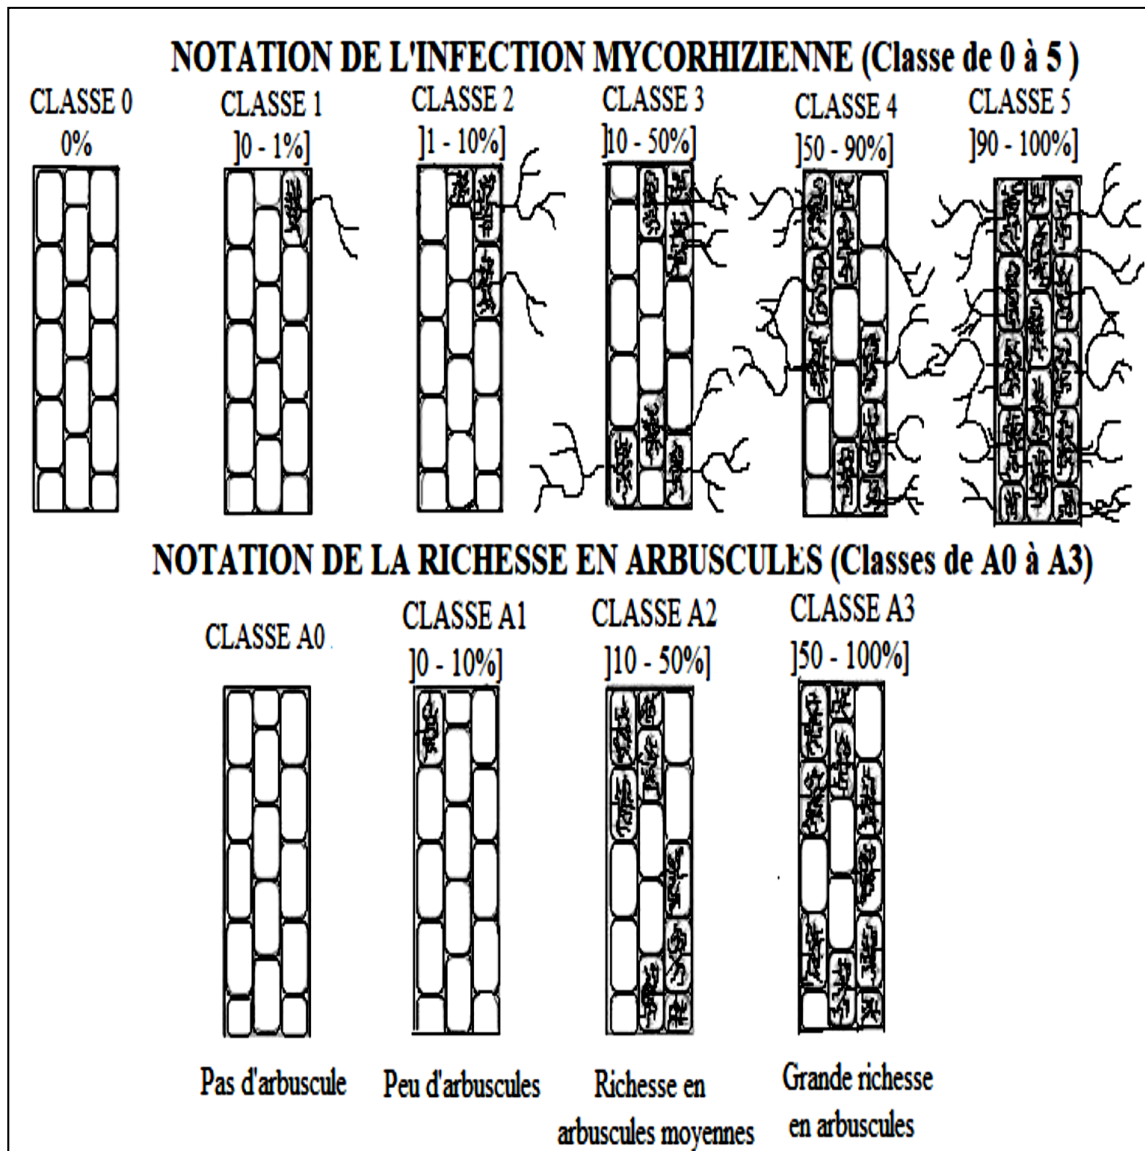 NOTATION DE L'INFECTION MYCORHIZIENNE (Classe de 0 à 5 )
CLASSE 0
0%
CLASSE 1
]0 - 1%]
CLASSE 2
]1 - 10%]
CLASSE 3
]10 - 50%]
CLASSE 4
]50 - 90%]
CLASSE 5
]90 - 100%]
NOTATION DE LA RICHESSE EN ARBUSCULES (Classes de A0 à A3)
CLASSE A0
CLASSE A1
]0 - 10%]
CLASSE A2
]10 - 50%]
CLASSE A3
]50 - 100%]
Pas d'arbuscule
Peu d'arbuscules
Richesse en
arbuscules moyennes
Grande richesse
en arbuscules